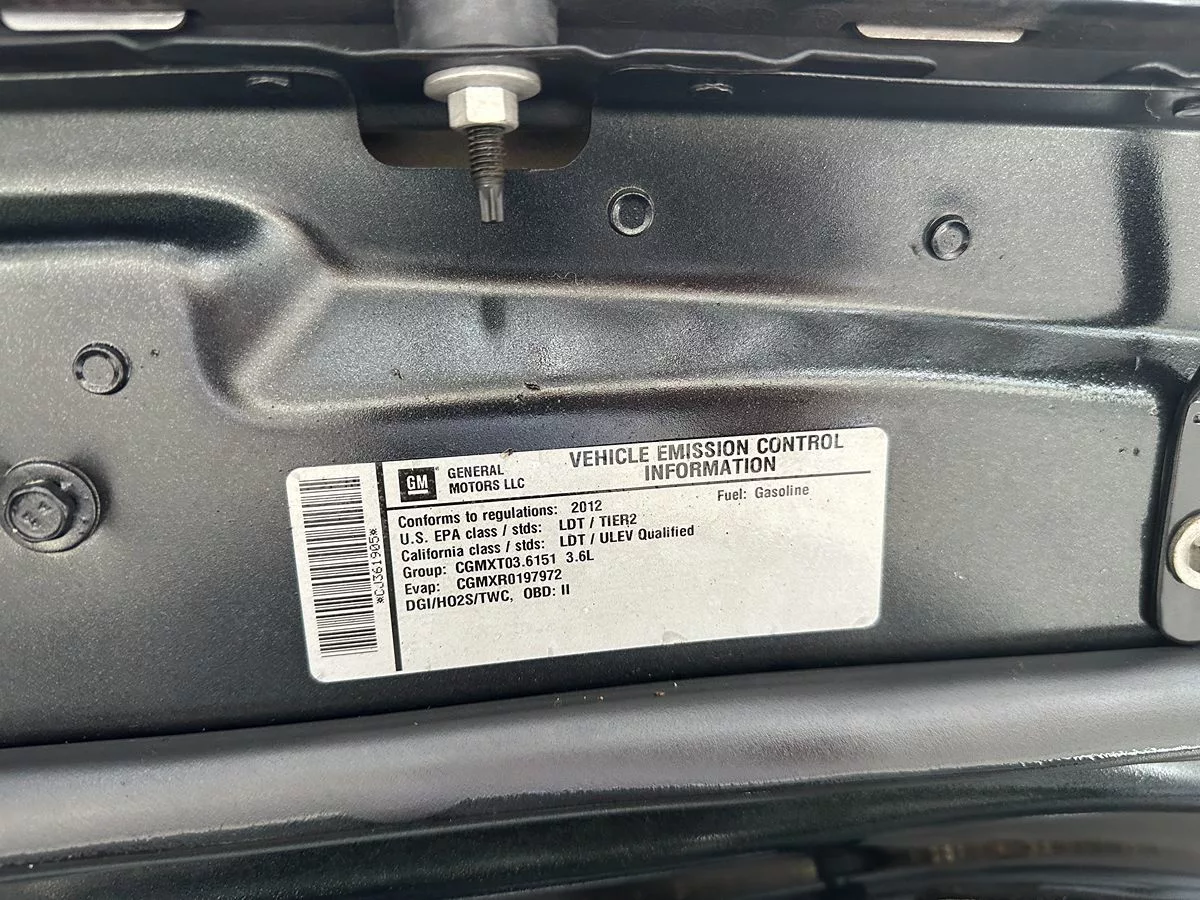 GM
GENERAL
MOTORS LLC
VEHICLE EMISSION CONTROL
INFORMATION
Fuel: Gasoline
Conforms to regulations: 2012
U.S. EPA class / stds: LDT / TIER2
California class / stds: LDT / ULEV Qualified
Group: CGMXT03.6151 3.6L
Evap: CGMXR0197972
DGI/HO2S/TWC, OBD: II
*CJ361905*